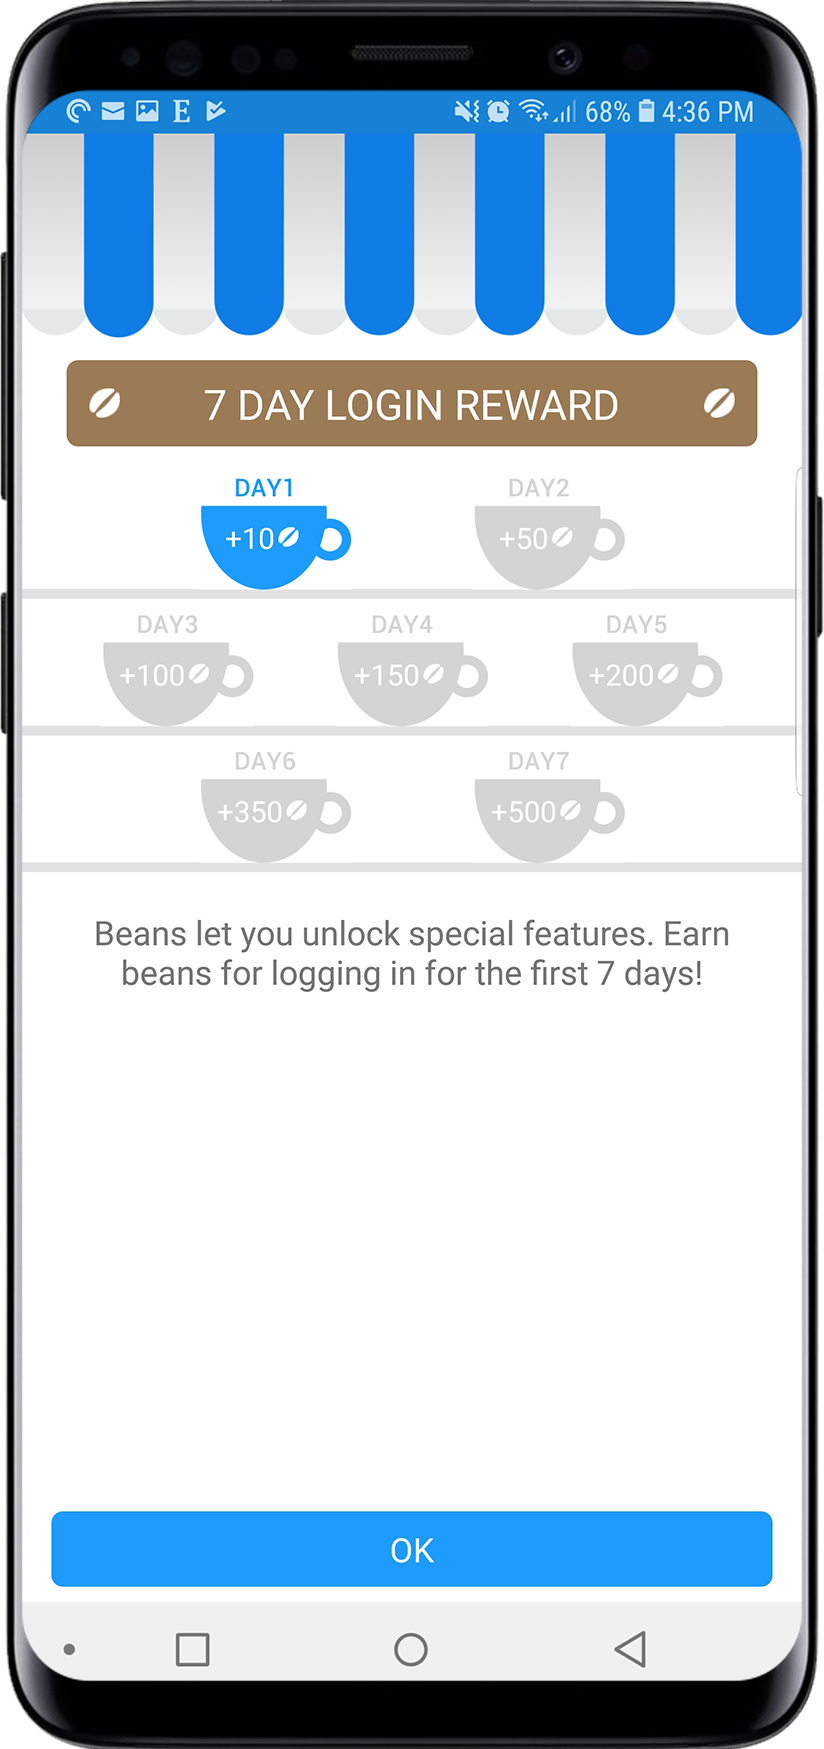 E 68% 4:36 PM
7 DAY LOGIN REWARD
DAY1 DAY2
+10 +50
DAY3 DAY4 DAY5
+100 +150 +200
DAY6 DAY7
+350 +500
Beans let you unlock special features. Earn
beans for logging in for the first 7 days!
OK